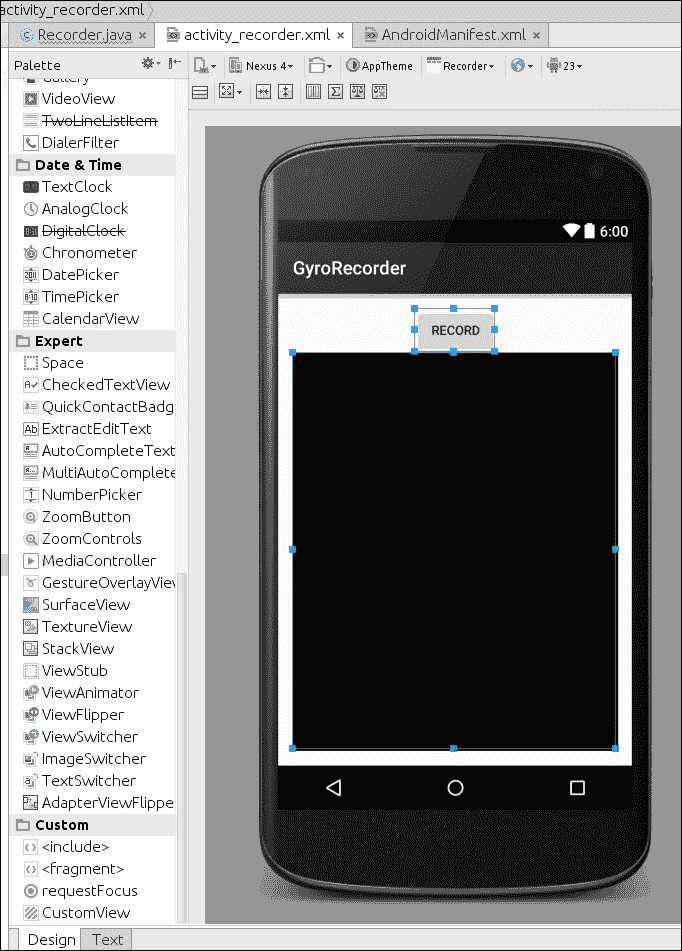 activity_recorder.xml
Recorder.java × activity_recorder.xml × AndroidManifest.xml ×
Palette
Nexus 4 AppTheme Recorder 23
Gallery
VideoView
TwoLineListItem
DialerFilter
Date & Time
TextClock
AnalogClock
DigitalClock
Chronometer
DatePicker
TimePicker
CalendarView
Expert
Space
CheckedTextView
QuickContactBadg
ExtractEditText
AutoCompleteText
MultiAutoComplete
NumberPicker
ZoomButton
ZoomControls
MediaController
GestureOverlayView
SurfaceView
TextureView
StackView
ViewStub
ViewAnimator
ViewFlipper
ViewSwitcher
ImageSwitcher
TextSwitcher
AdapterViewFlippe
Custom
<include>
<fragment>
requestFocus
CustomView
6:00
GyroRecorder
RECORD
Design Text